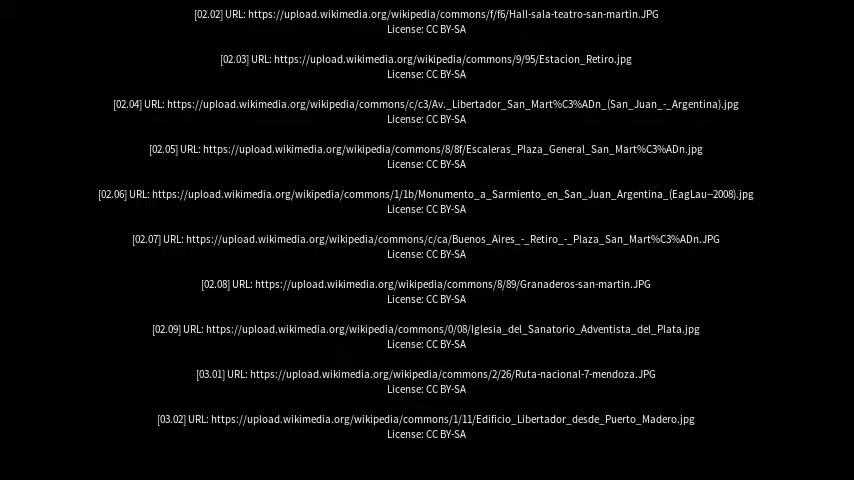 [02.02] URL: https://upload.wikimedia.org/wikipedia/commons/f/f6/Hall-sala-teatro-san-martin.JPG
License: CC BY-SA
[02.03] URL: https://upload.wikimedia.org/wikipedia/commons/9/95/Estacion_Retiro.jpg
License: CC BY-SA
[02.04] URL: https://upload.wikimedia.org/wikipedia/commons/c/c3/Av._Libertador_San_Mart%C3%ADn_(San_Juan_-_Argentina).jpg
License: CC BY-SA
[02.05] URL: https://upload.wikimedia.org/wikipedia/commons/8/8f/Escaleras_Plaza_General_San_Mart%C3%ADn.jpg
License: CC BY-SA
[02.06] URL: https://upload.wikimedia.org/wikipedia/commons/1/1b/Monumento_a_Sarmiento_en_San_Juan_Argentina_(EagLau--2008).jpg
License: CC BY-SA
[02.07] URL: https://upload.wikimedia.org/wikipedia/commons/c/ca/Buenos_Aires_-_Retiro_-_Plaza_San_Mart%C3%ADn.JPG
License: CC BY-SA
[02.08] URL: https://upload.wikimedia.org/wikipedia/commons/8/89/Granaderos-san-martin.JPG
License: CC BY-SA
[02.09] URL: https://upload.wikimedia.org/wikipedia/commons/0/08/Iglesia_del_Sanatorio_Adventista_del_Plata.jpg
License: CC BY-SA
[03.01] URL: https://upload.wikimedia.org/wikipedia/commons/2/26/Ruta-nacional-7-mendoza.JPG
License: CC BY-SA
[03.02] URL: https://upload.wikimedia.org/wikipedia/commons/1/11/Edificio_Libertador_desde_Puerto_Madero.jpg
License: CC BY-SA